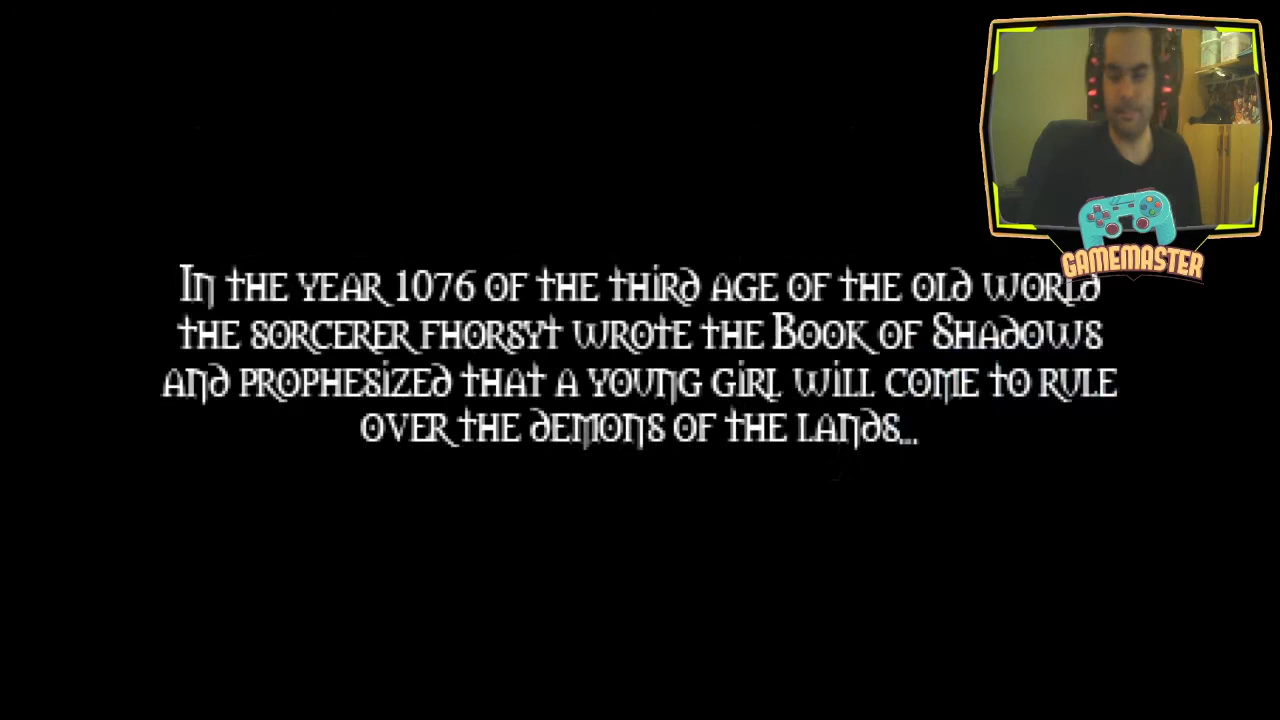 GAMEMASTER
In the year 1076 of the third age of the old world
the sorcerer fhorsyt wrote the Book of Shadows
and prophesized that a young girl will come to rule
over the demons of the lands...